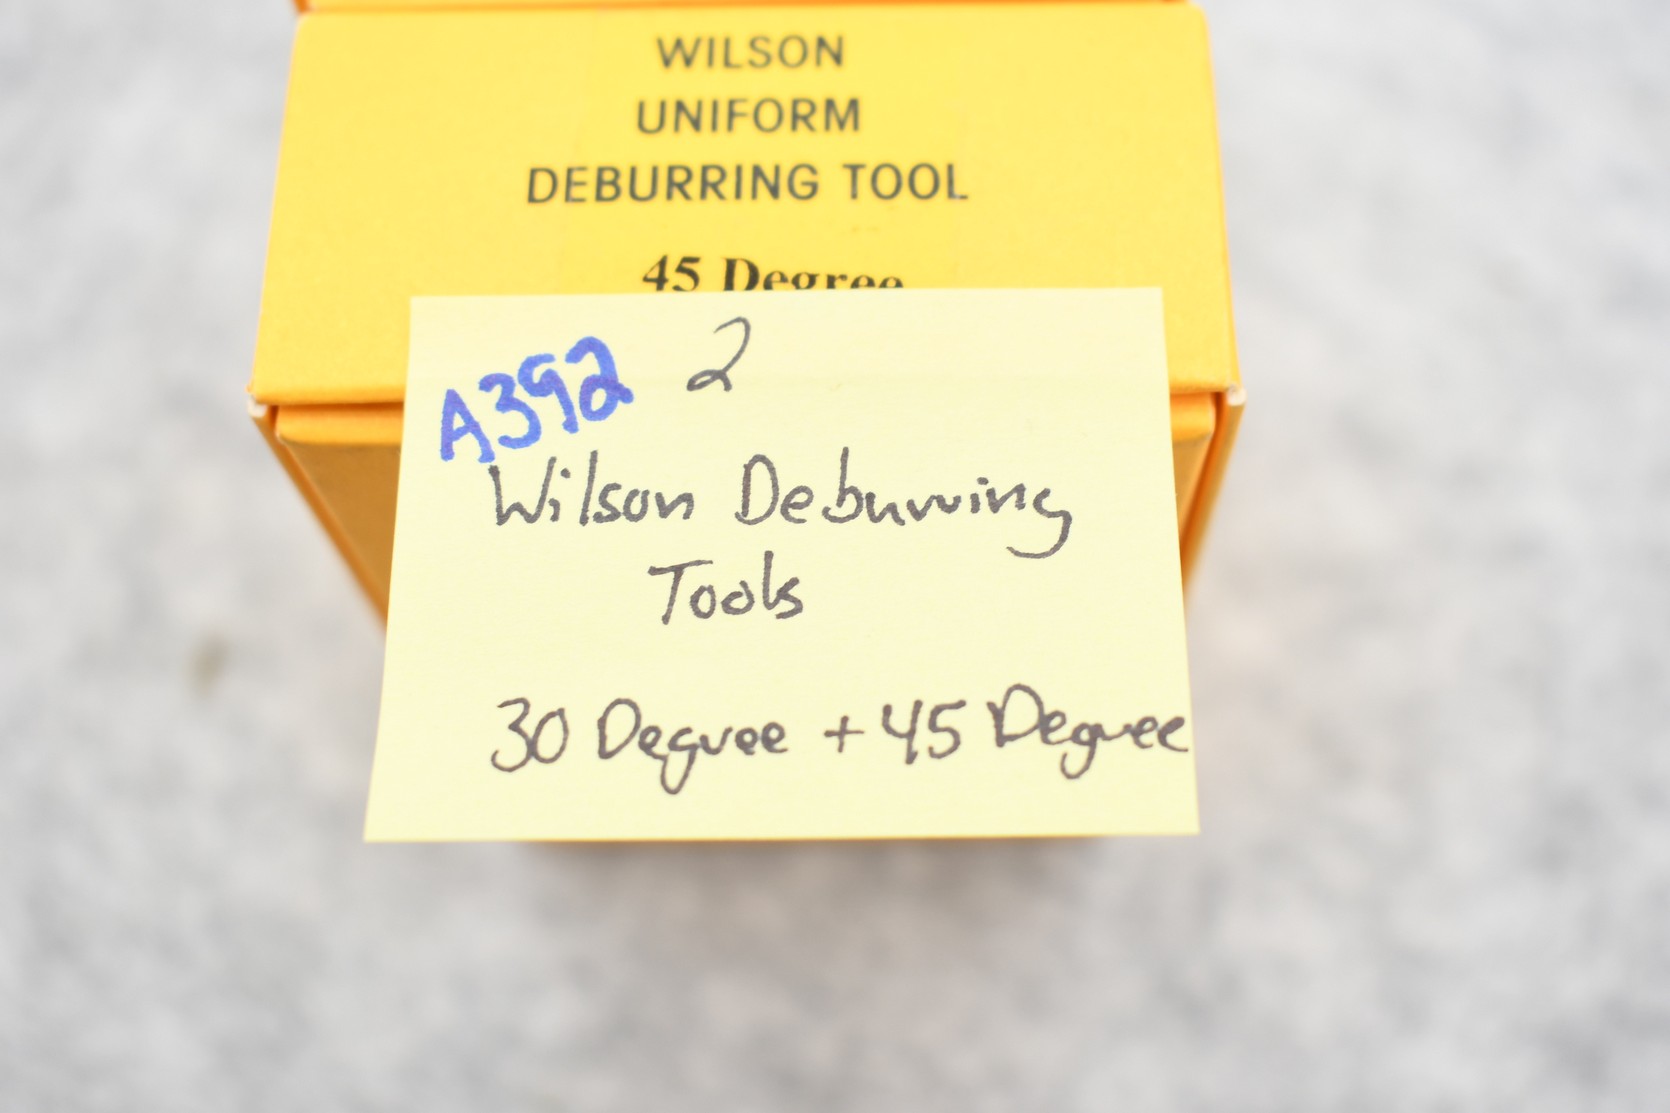 WILSON
UNIFORM
DEBURRING TOOL
45 Degree
A392 2
Wilson Deburring
Tools
30 Degree + 45 Degree